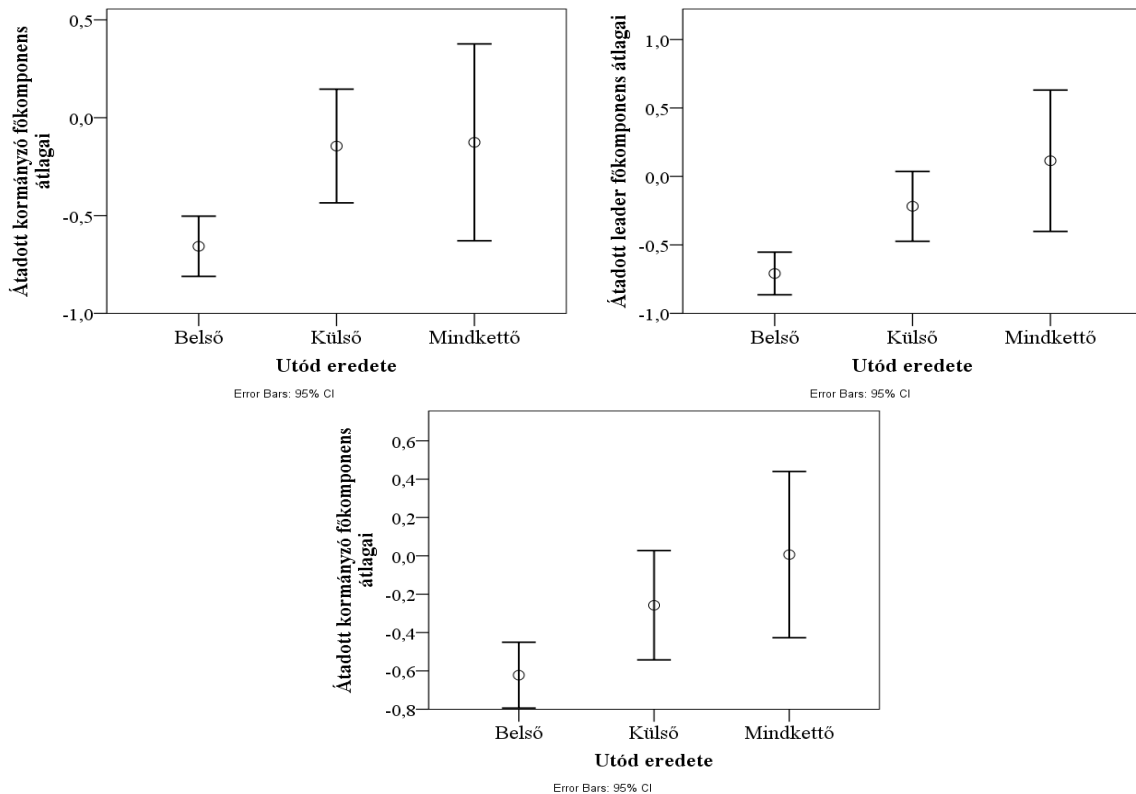 Átadott kormányzó főkomponens
átlagai
0,5
0,0
-0,5
-1,0
Belső Külső Mindkettő
Utód eredete
Error Bars: 95% CI
Átadott leader főkomponens átlagai
1,0
0,5
0,0
-0,5
-1,0
Belső Külső Mindkettő
Utód eredete
Error Bars: 95% CI
Átadott kormányzó főkomponens
átlagai
0,6
0,4
0,2
0,0
-0,2
-0,4
-0,6
-0,8
Belső Külső Mindkettő
Utód eredete
Error Bars: 95% CI